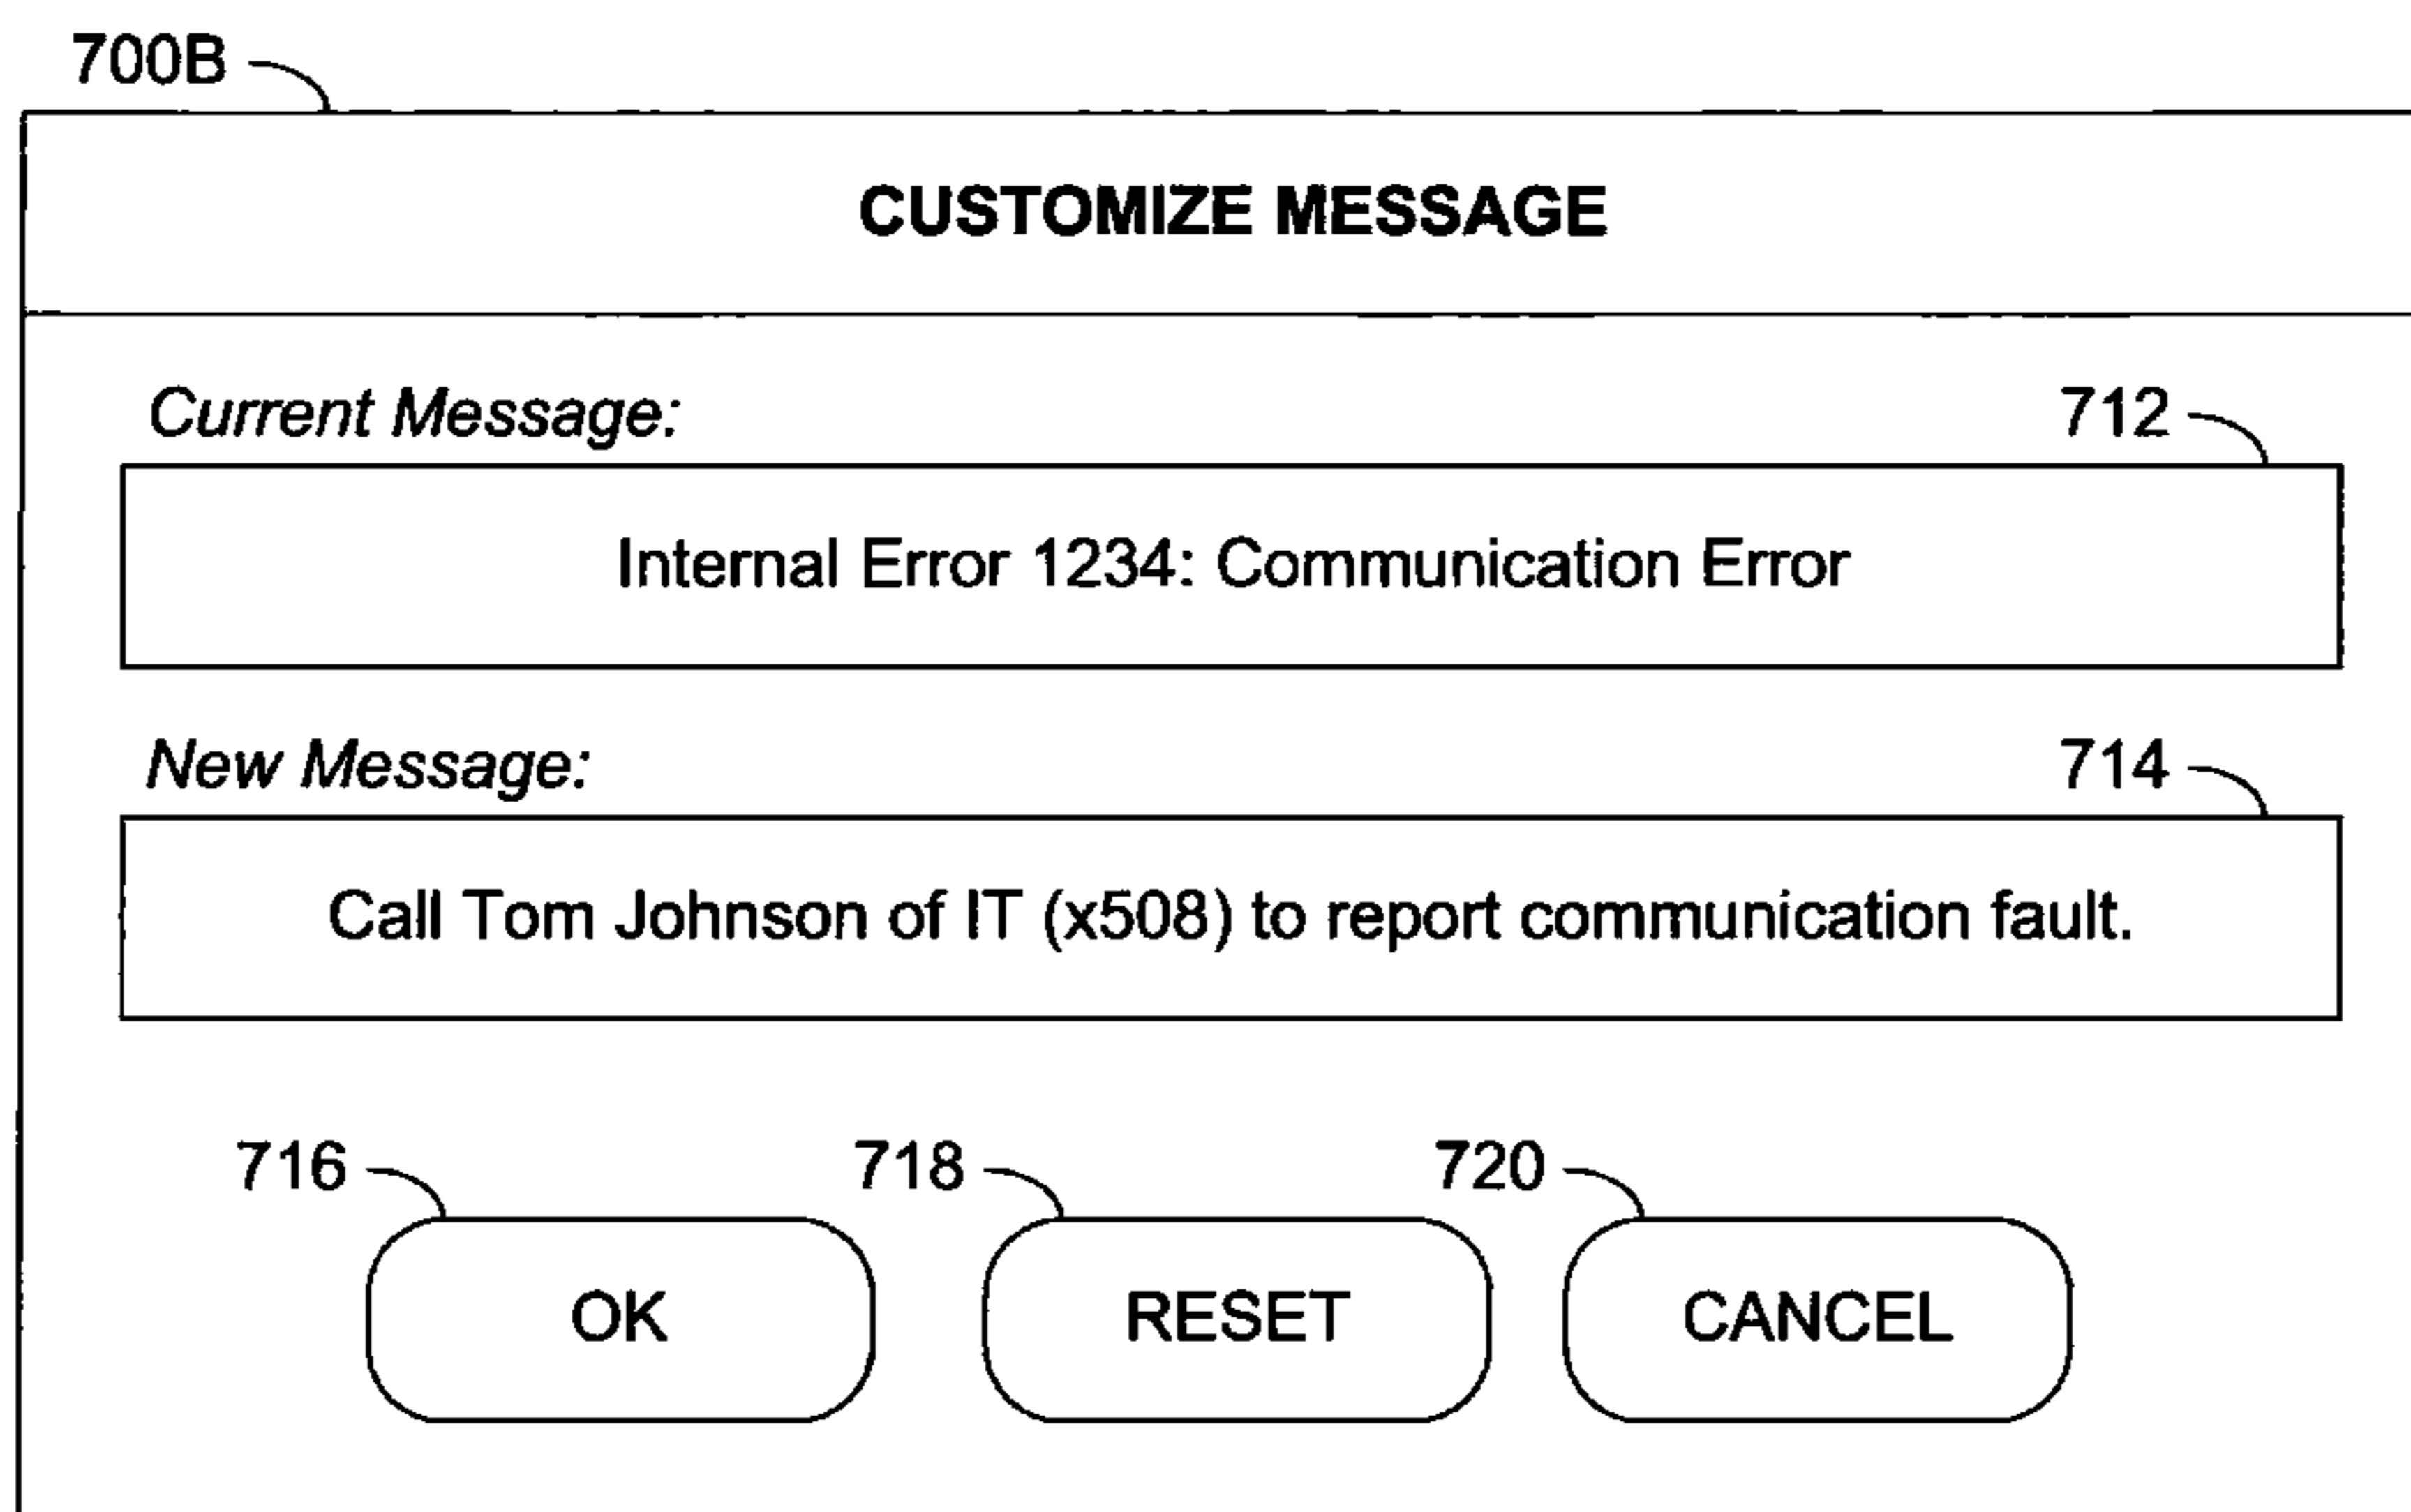 700B
CUSTOMIZE MESSAGE
Current Message:
712
Internal Error 1234: Communication Error
New Message:
714
Call Tom Johnson of IT (x508) to report communication fault.
716
718
720
OK
RESET
CANCEL